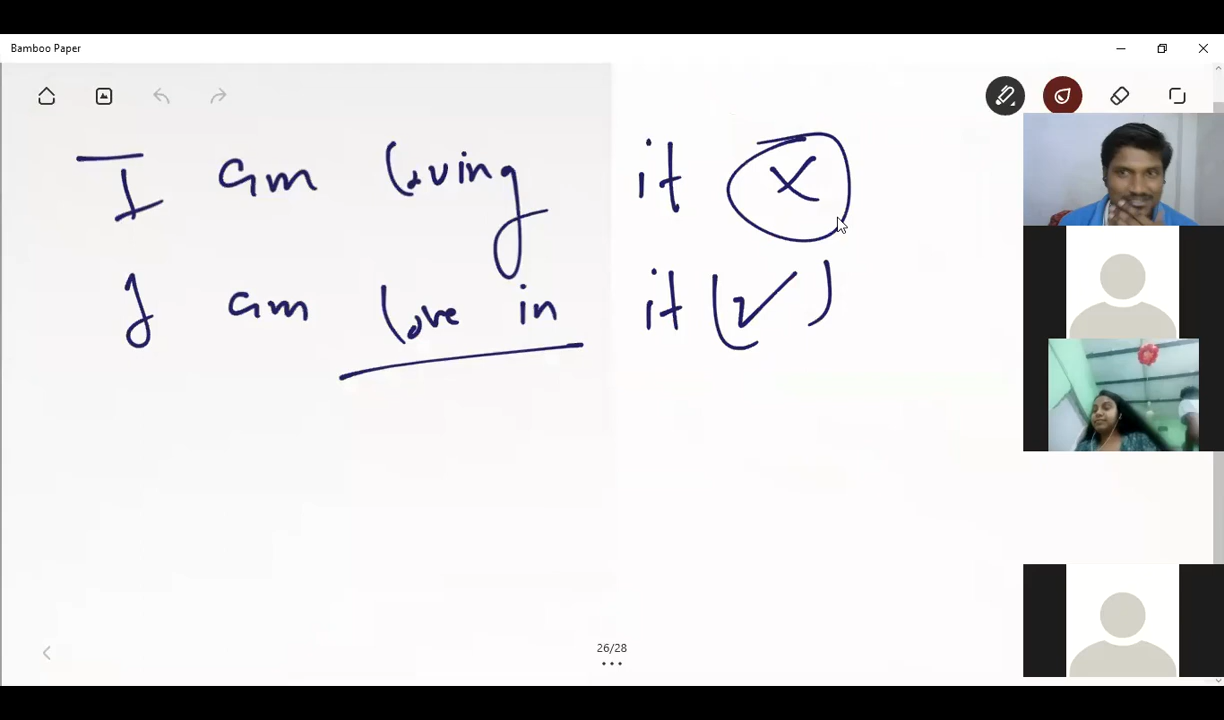 Bamboo Paper
I am loving it X
I am love in it (✓)
26/28